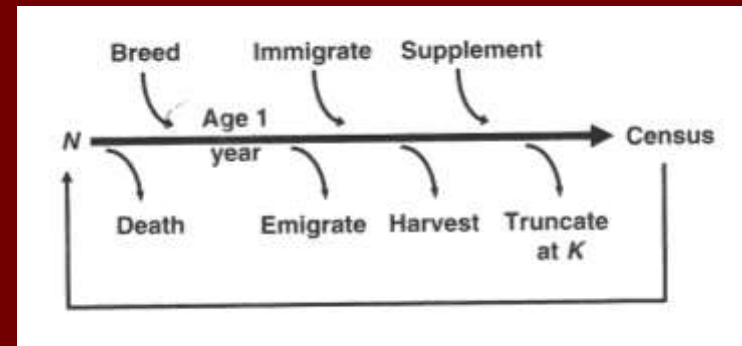 Breed Immigrate Supplement
Age 1
N Census
year
Death Emigrate Harvest Truncate
at K